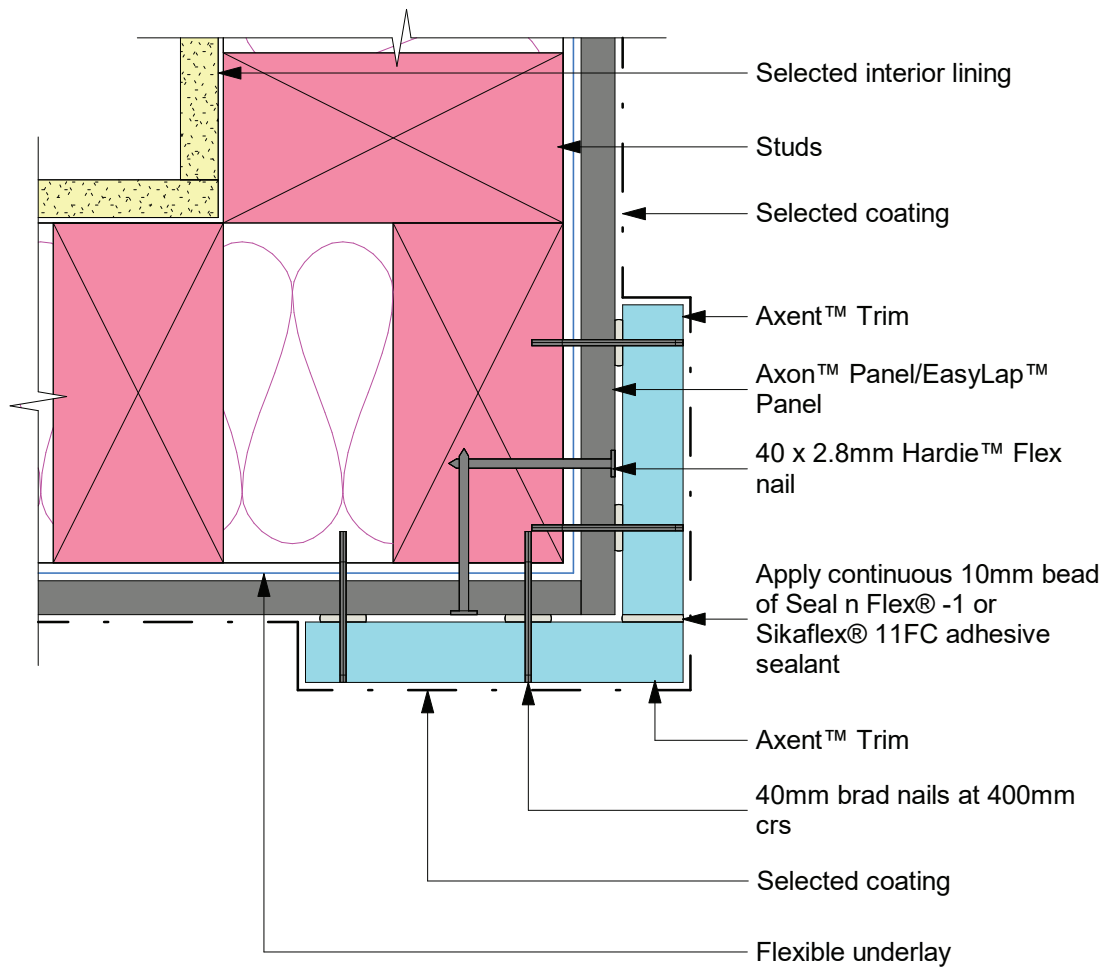 Selected interior lining
Studs
Selected coating
Axent™ Trim
Axon™ Panel/EasyLap™
Panel
40 x 2.8mm Hardie™ Flex
nail
Apply continuous 10mm bead
of Seal n Flex® -1 or
Sikaflex® 11FC adhesive
sealant
Axent™ Trim
40mm brad nails at 400mm
crs
Selected coating
Flexible underlay